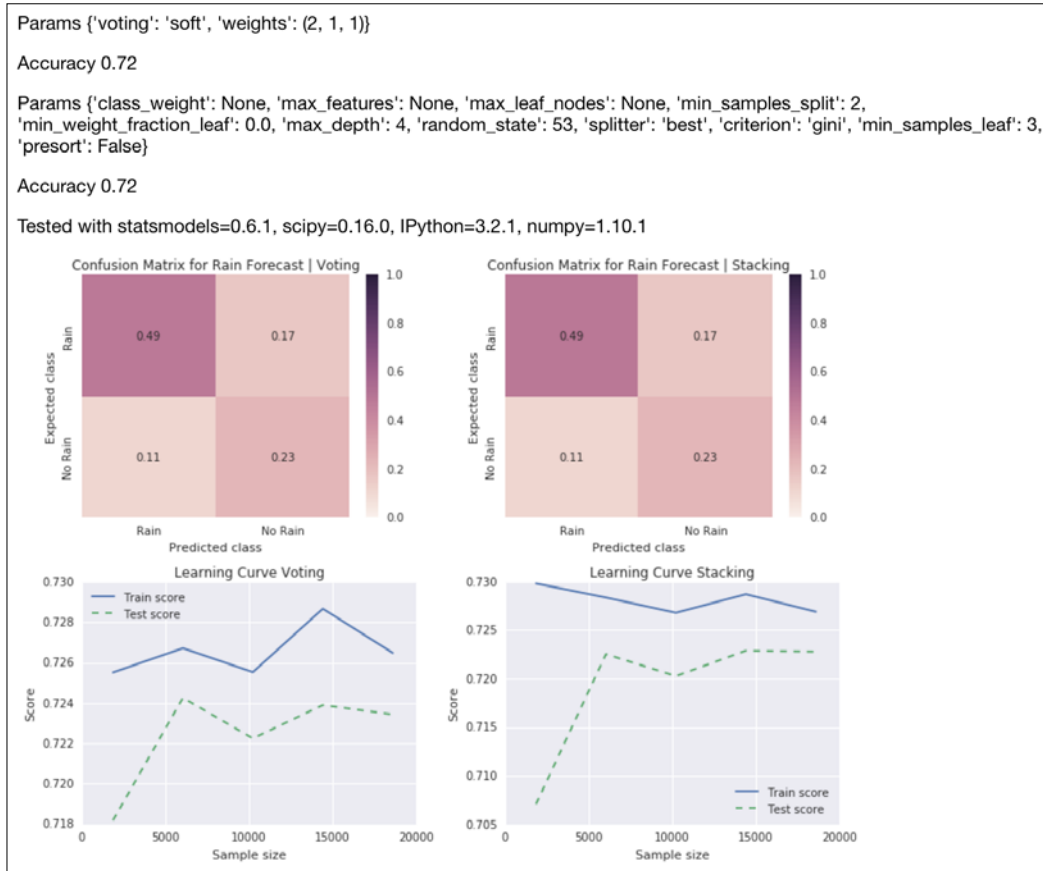 Params {'voting': 'soft', 'weights': (2, 1, 1)}
Accuracy 0.72
Params {'class_weight': None, 'max_features': None, 'max_leaf_nodes': None, 'min_samples_split': 2,
'min_weight_fraction_leaf': 0.0, 'max_depth': 4, 'random_state': 53, 'splitter': 'best', 'criterion': 'gini', 'min_samples_leaf': 3,
'presort': False}
Accuracy 0.72
Tested with statsmodels=0.6.1, scipy=0.16.0, IPython=3.2.1, numpy=1.10.1
Confusion Matrix for Rain Forecast | Voting
Expected class
Rain
No Rain
0.49
0.17
0.11
0.23
Rain
No Rain
Predicted class
1.0
0.8
0.6
0.4
0.2
0.0
Confusion Matrix for Rain Forecast | Stacking
Expected class
Rain
No Rain
0.49
0.17
0.11
0.23
Rain
No Rain
Predicted class
1.0
0.8
0.6
0.4
0.2
0.0
Learning Curve Voting
Train score
Test score
Score
0.730
0.728
0.726
0.724
0.722
0.720
0.718
0
5000
10000
15000
20000
Sample size
Learning Curve Stacking
Score
0.730
0.725
0.720
0.715
0.710
0.705
Train score
Test score
0
5000
10000
15000
20000
Sample size